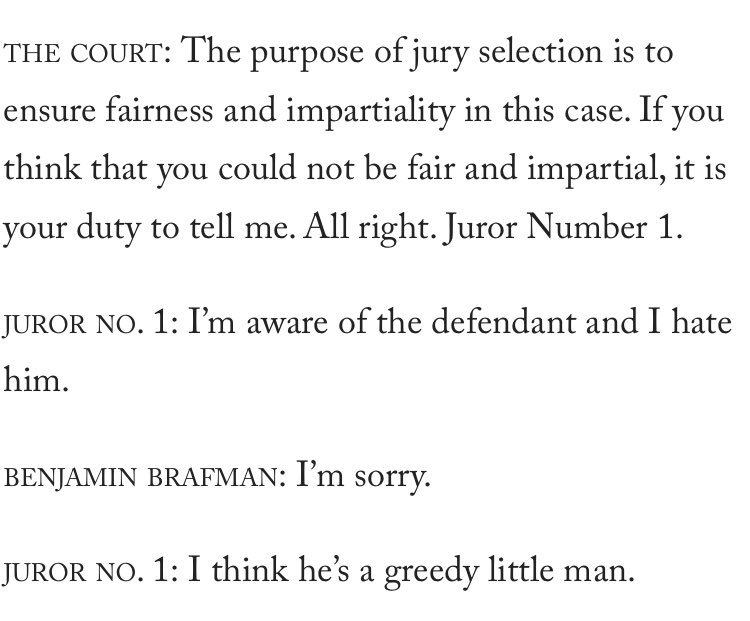 THE COURT: The purpose of jury selection is to
ensure fairness and impartiality in this case. If you
think that you could not be fair and impartial, it is
your duty to tell me. All right. Juror Number 1.
JUROR NO. 1: I’m aware of the defendant and I hate
him.
BENJAMIN BRAFMAN: I’m sorry.
JUROR NO. 1: I think he’s a greedy little man.